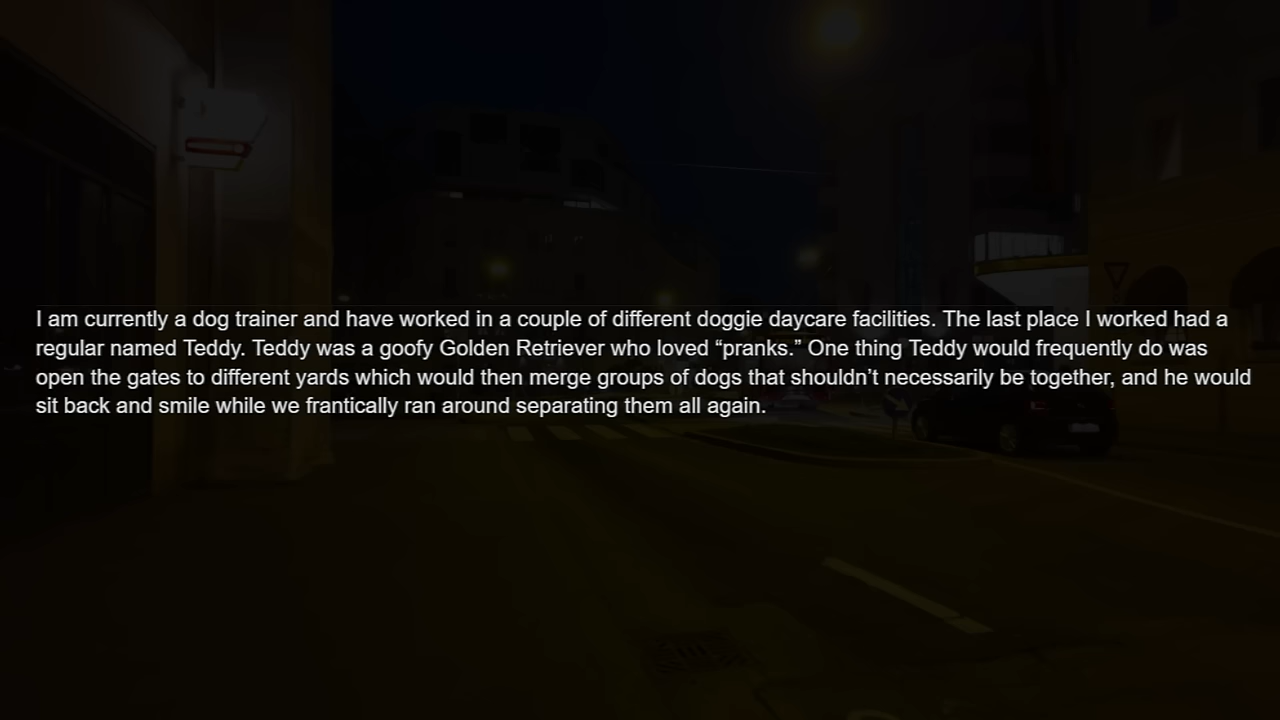 I am currently a dog trainer and have worked in a couple of different doggie daycare facilities. The last place I worked had a
regular named Teddy. Teddy was a goofy Golden Retriever who loved “pranks.” One thing Teddy would frequently do was
open the gates to different yards which would then merge groups of dogs that shouldn’t necessarily be together, and he would
sit back and smile while we frantically ran around separating them all again.